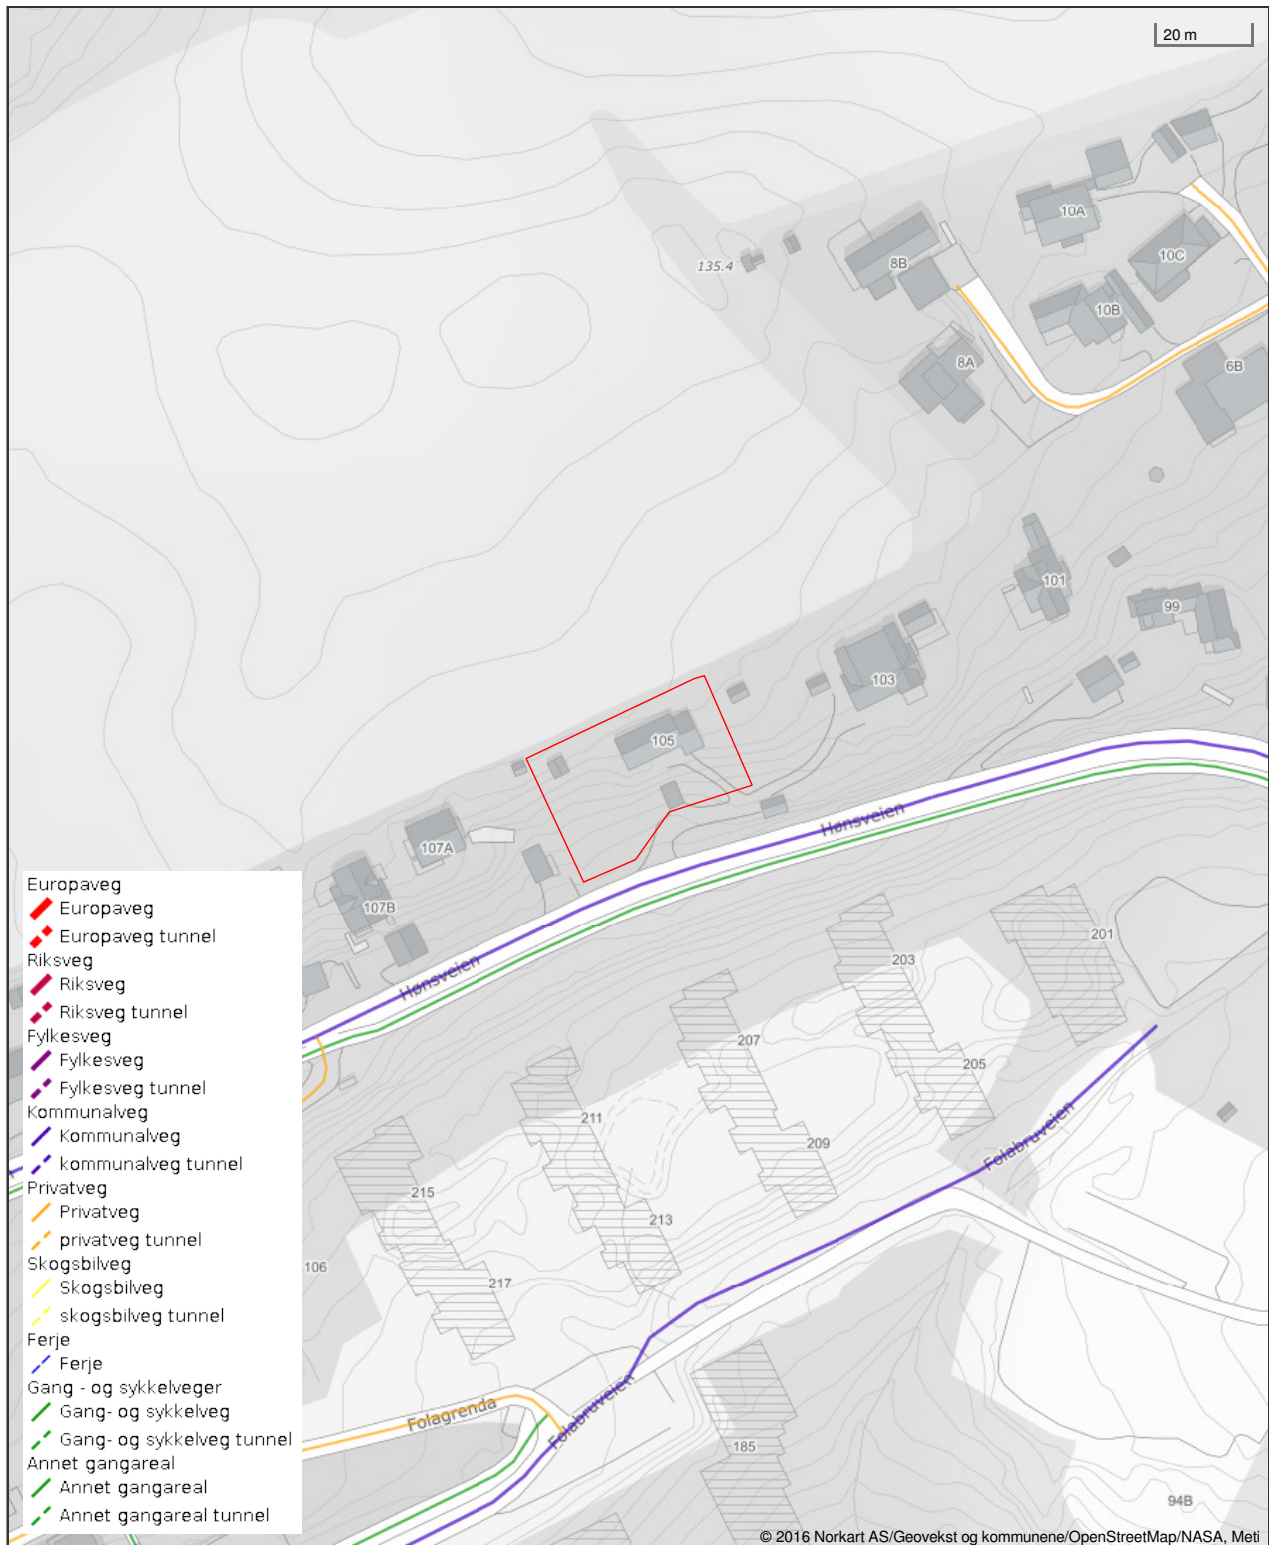 20 m
10A
10C
8B
135.4
10B
8A
6B
101
99
103
105
Hønsveien
107A
107B
201
203
Hønsveien
207
205
211
209
Folabruveien
215
213
106
217
Folagrenda
Folabruveien
185
94B
Europaveg
Europaveg
Europaveg tunnel
Riksveg
Riksveg
Riksveg tunnel
Fylkesveg
Fylkesveg
Fylkesveg tunnel
Kommunalveg
Kommunalveg
kommunalveg tunnel
Privatveg
Privatveg
privatveg tunnel
Skogsbilveg
Skogsbilveg
skogsbilveg tunnel
Ferje
Ferje
Gang - og sykkelveger
Gang- og sykkelveg
Gang- og sykkelveg tunnel
Annet gangareal
Annet gangareal
Annet gangareal tunnel
© 2016 Norkart AS/Geovekst og kommunene/OpenStreetMap/NASA, Meti